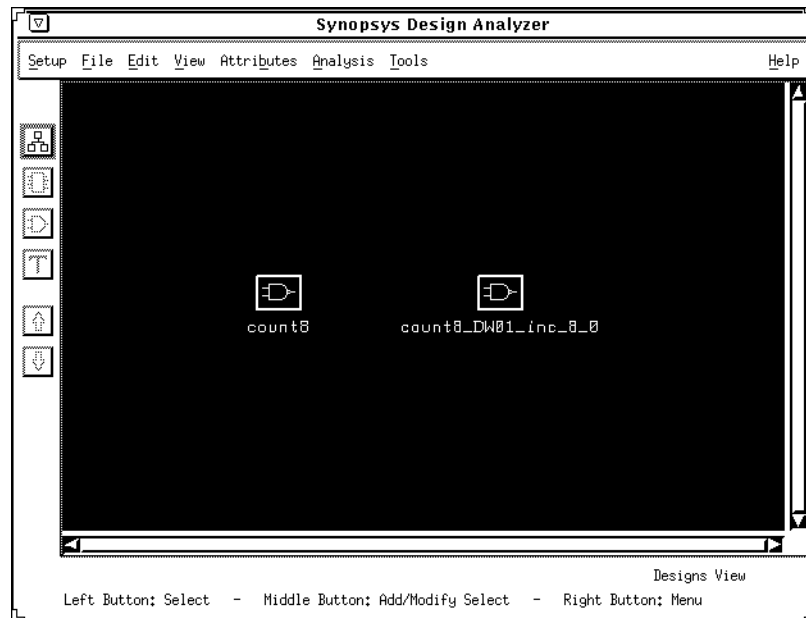 Synopsys Design Analyzer
Setup File Edit View Attributes Analysis Tools Help
count8 count8_DW01_inc_8_0
Designs View
Left Button: Select - Middle Button: Add/Modify Select - Right Button: Menu